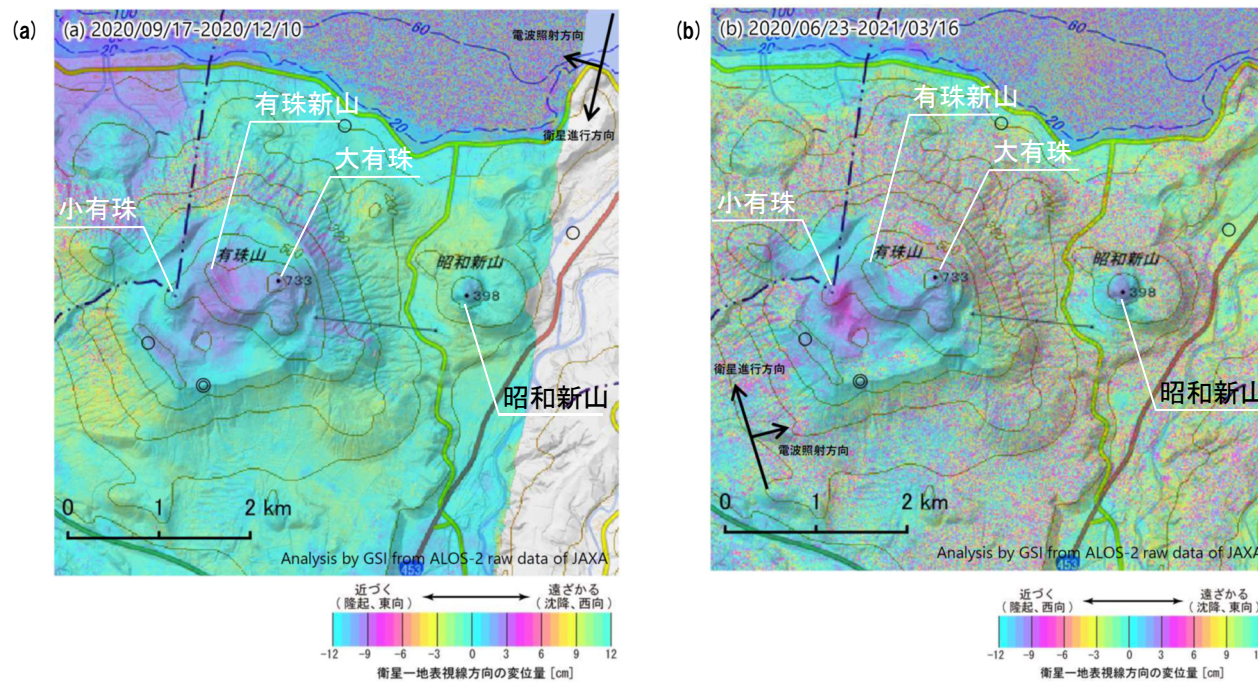 (a)
(a) 2020/09/17-2020/12/10
60
20
20
電波照射方向
衛星進行方向
有珠新山
大有珠
小有珠
有珠山
733
昭和新山
398
昭和新山
0 1 2 km
Analysis by GSI from ALOS-2 raw data of JAXA
453
近づく
(隆起、東向)
遠ざかる
(沈降、西向)
-12 -9 -6 -3 0 3 6 9 12
衛星―地表視線方向の変位量 [cm]
(b)
(b) 2020/06/23-2021/03/16
60
20
20
有珠新山
大有珠
小有珠
有珠山
733
昭和新山
398
昭和新山
衛星進行方向
電波照射方向
0 1 2 km
Analysis by GSI from ALOS-2 raw data of JAXA
453
近づく
(隆起、西向)
遠ざかる
(沈降、東向)
-12 -9 -6 -3 0 3 6 9
衛星―地表視線方向の変位量 [cm]